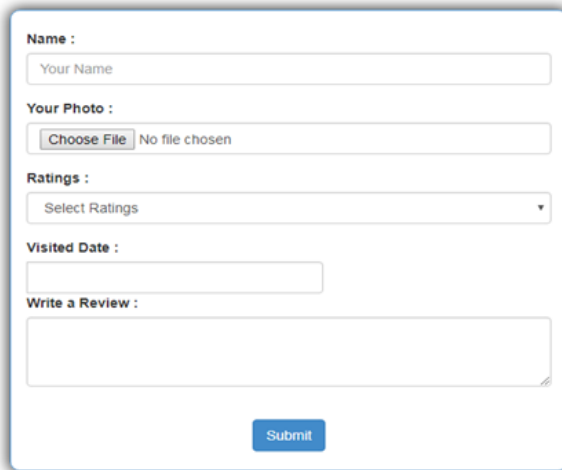 Name :
Your Name
Your Photo :
Choose File No file chosen
Ratings :
Select Ratings
Visited Date :
Write a Review :
Submit